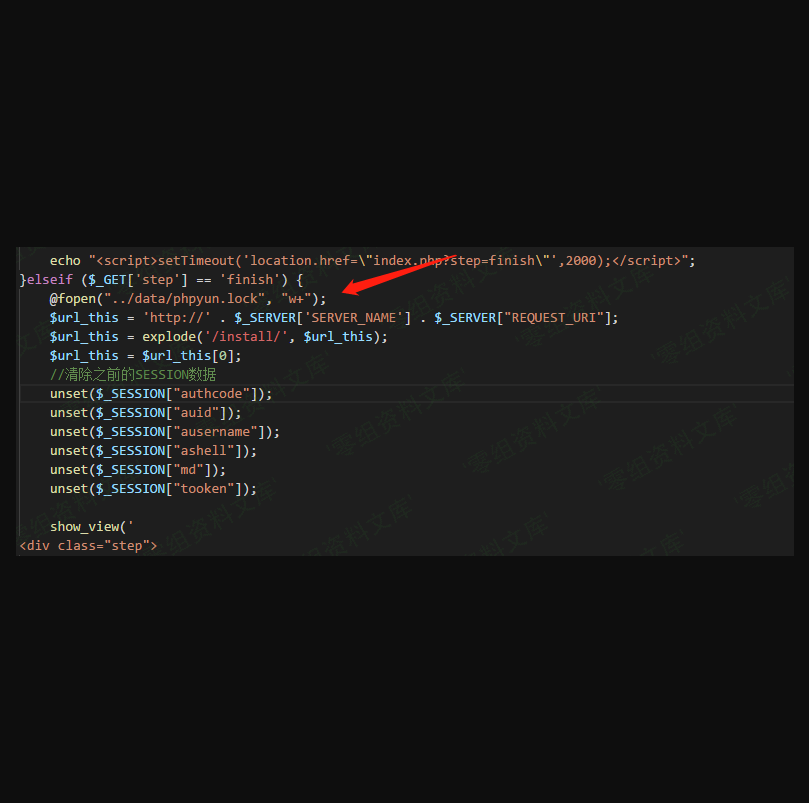 echo "<script>setTimeout('location.href=\"index.php?step=finish\"',2000);</script>";
}elseif ($_GET['step'] == 'finish') {
@fopen("../data/phpyun.lock", "w+");
$url_this = 'http://' . $_SERVER['SERVER_NAME'] . $_SERVER["REQUEST_URI"];
$url_this = explode('/install/', $url_this);
$url_this = $url_this[0];
//清除之前的SESSION数据
unset($_SESSION["authcode"]);
unset($_SESSION["auid"]);
unset($_SESSION["ausername"]);
unset($_SESSION["ashell"]);
unset($_SESSION["md"]);
unset($_SESSION["tooken"]);
show_view('
<div class="step">
零组资料文库